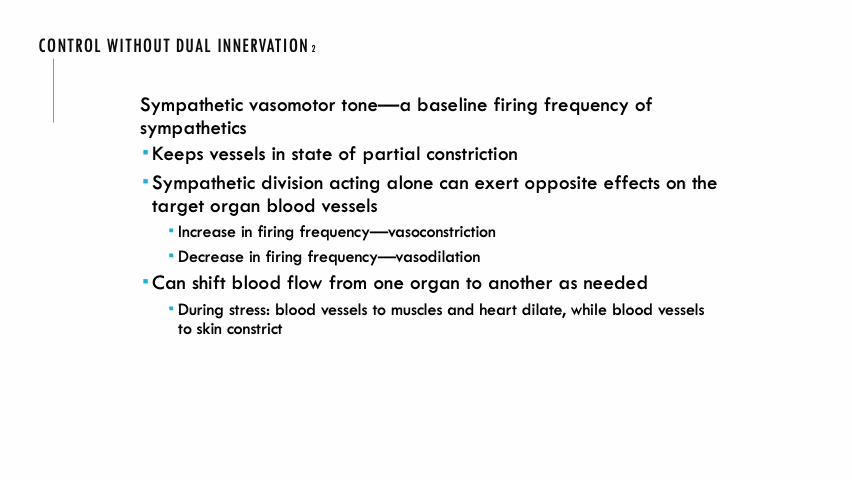 CONTROL WITHOUT DUAL INNERVATION 2
Sympathetic vasomotor tone—a baseline firing frequency of
sympathetics
▪Keeps vessels in state of partial constriction
▪Sympathetic division acting alone can exert opposite effects on the
target organ blood vessels
▪Increase in firing frequency—vasoconstriction
▪Decrease in firing frequency—vasodilation
▪Can shift blood flow from one organ to another as needed
▪During stress: blood vessels to muscles and heart dilate, while blood vessels
to skin constrict